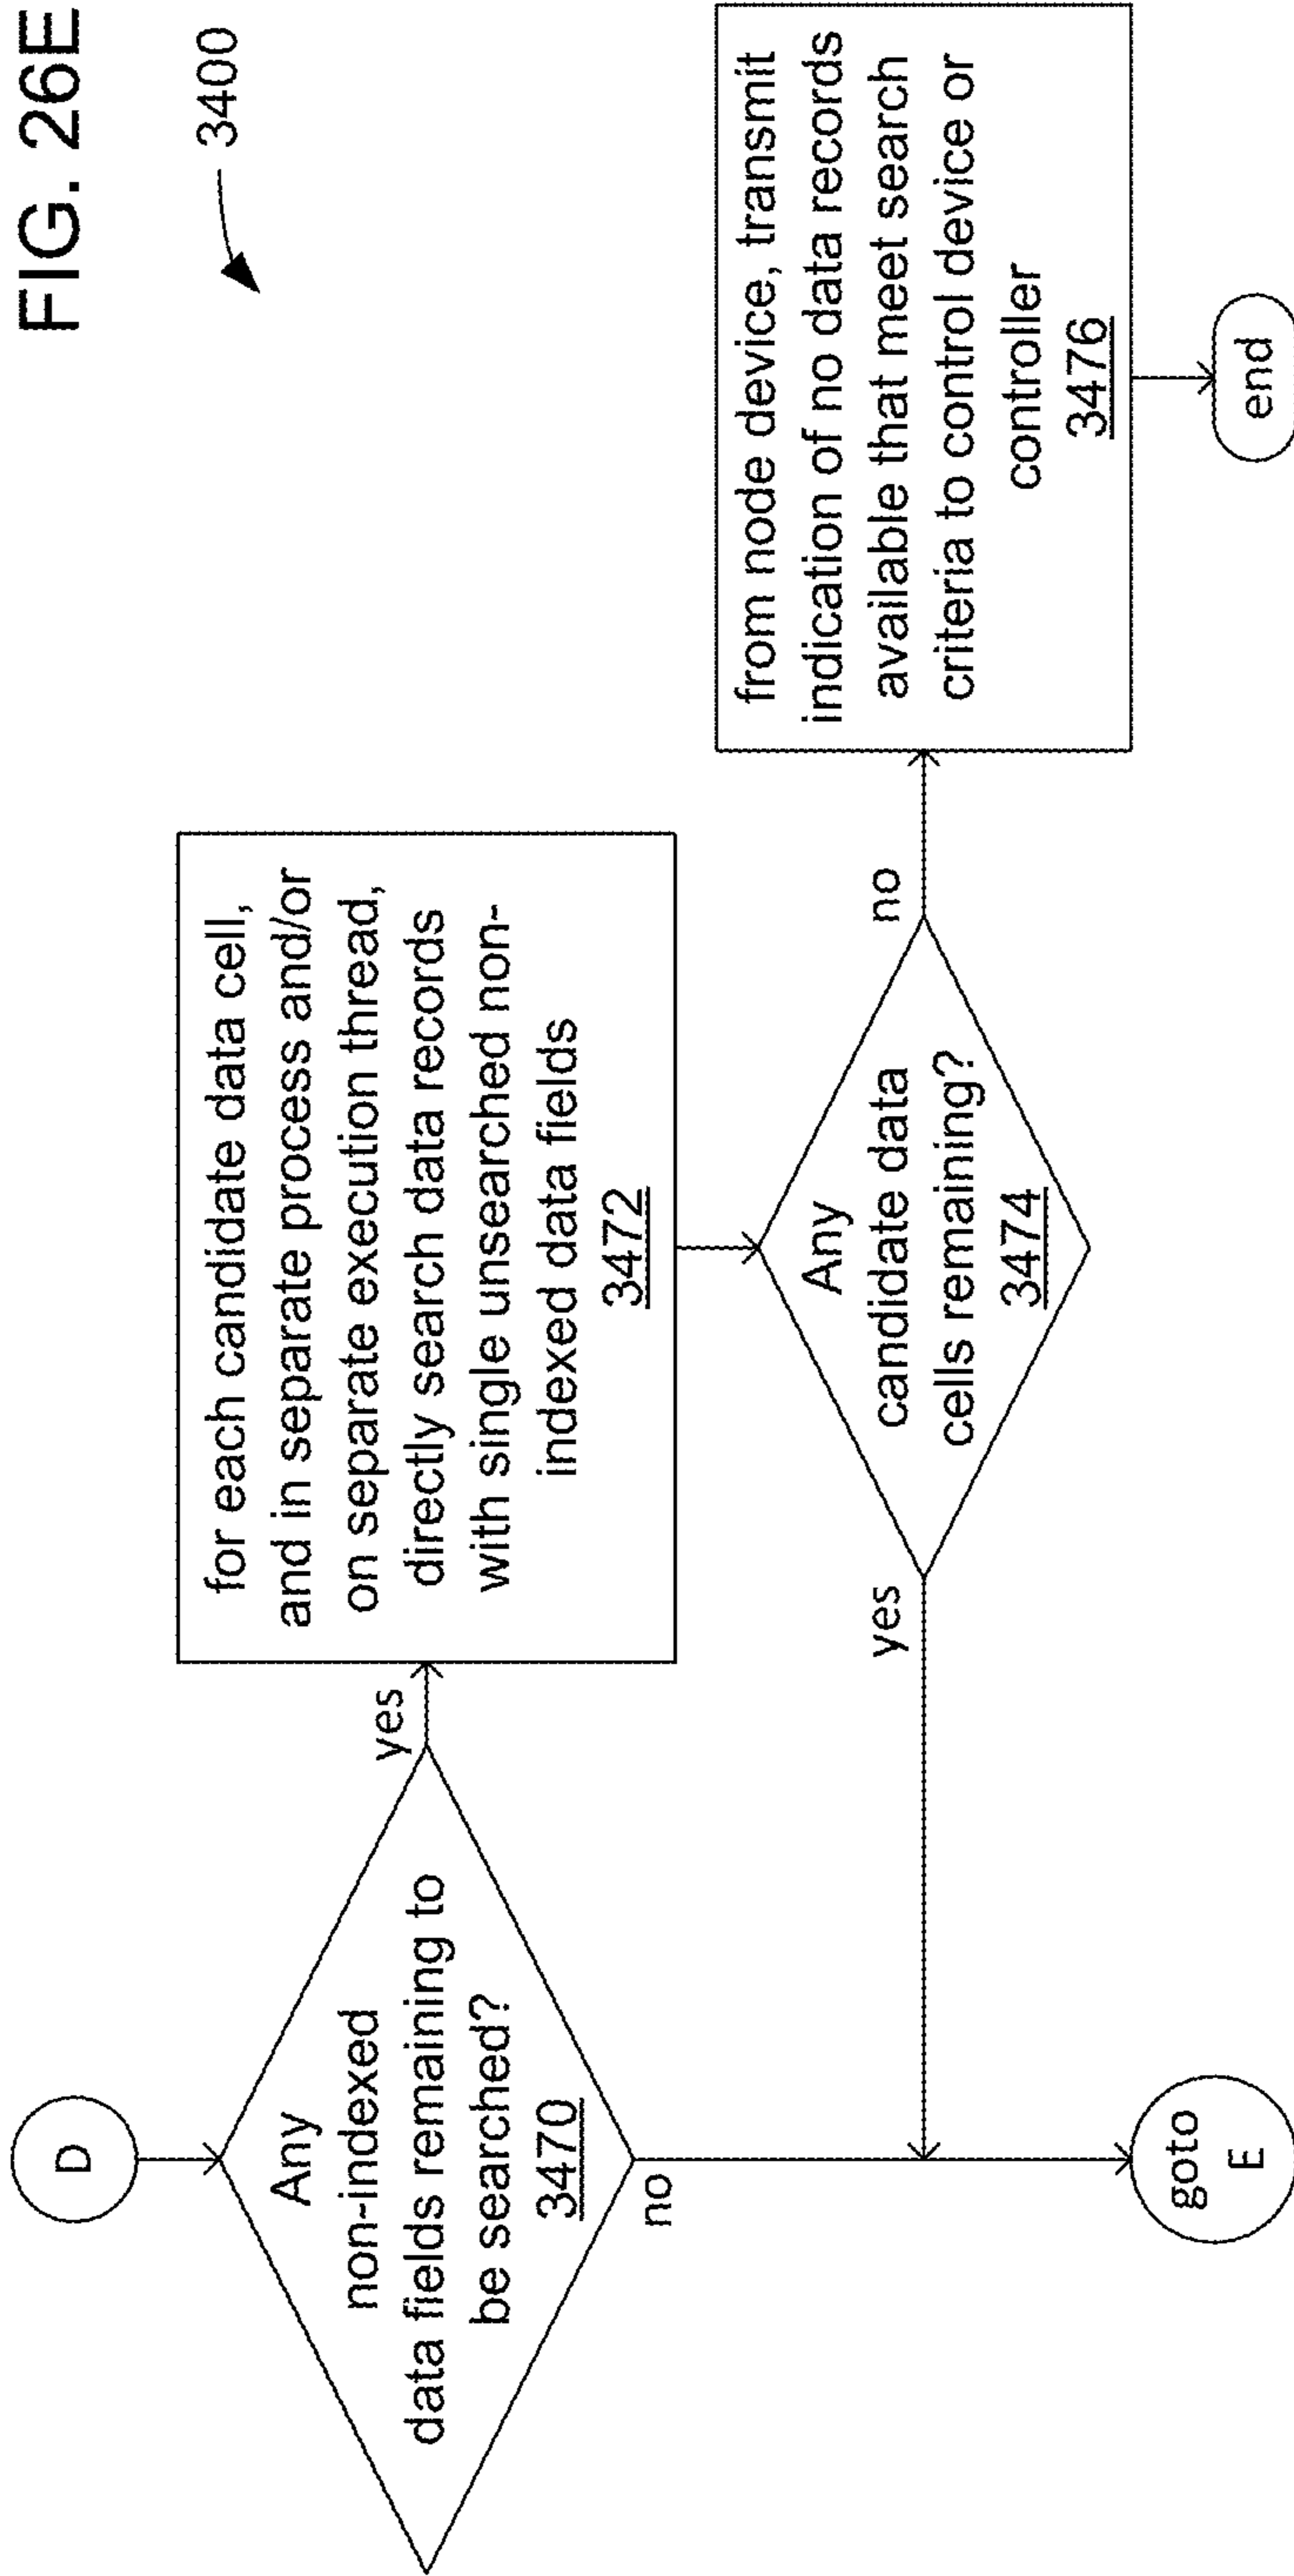 FIG. 26E
3400
D
Any
non-indexed
data fields remaining to
be searched?
3470
yes
no
for each candidate data cell,
and in separate process and/or
on separate execution thread,
directly search data records
with single unsearched non-
indexed data fields
3472
Any
candidate data
cells remaining?
3474
yes
no
from node device, transmit
indication of no data records
available that meet search
criteria to control device or
controller
3476
goto
E
end